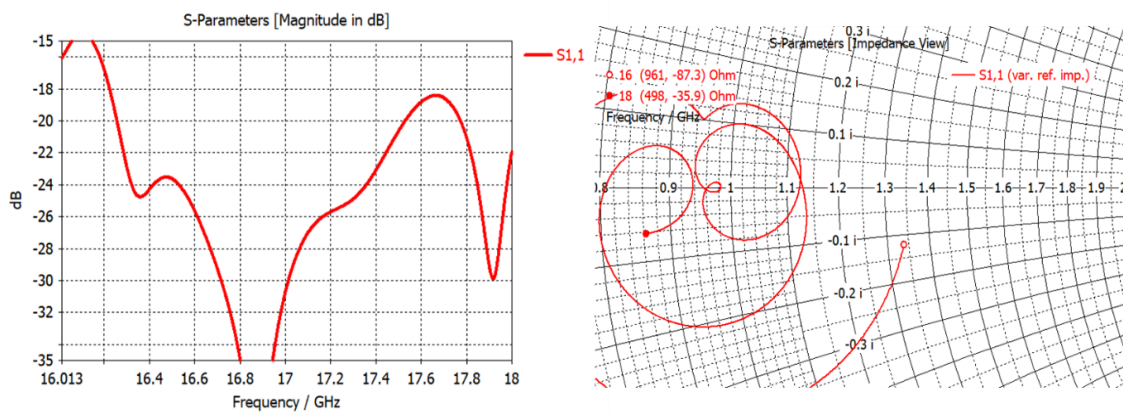 S-Parameters [Magnitude in dB]
-15
-18
-20
-22
-24
-26
-28
-30
-32
-35
dB
16.013
16.4
16.6
16.8
17
17.2
17.4
17.6
17.8
18
Frequency / GHz
S1,1
S-Parameters [Impedance View]
16 (961, -87.3) Ohm
18 (498, -35.9) Ohm
Frequency / GHz
S1,1 (var. ref. imp.)
0.3 i
0.2 i
0.1 i
0.8
0.9
1
1.1
1.2
1.3
1.4
1.5
1.6
1.7
1.8
1.9
-0.1 i
-0.2 i
-0.3 i